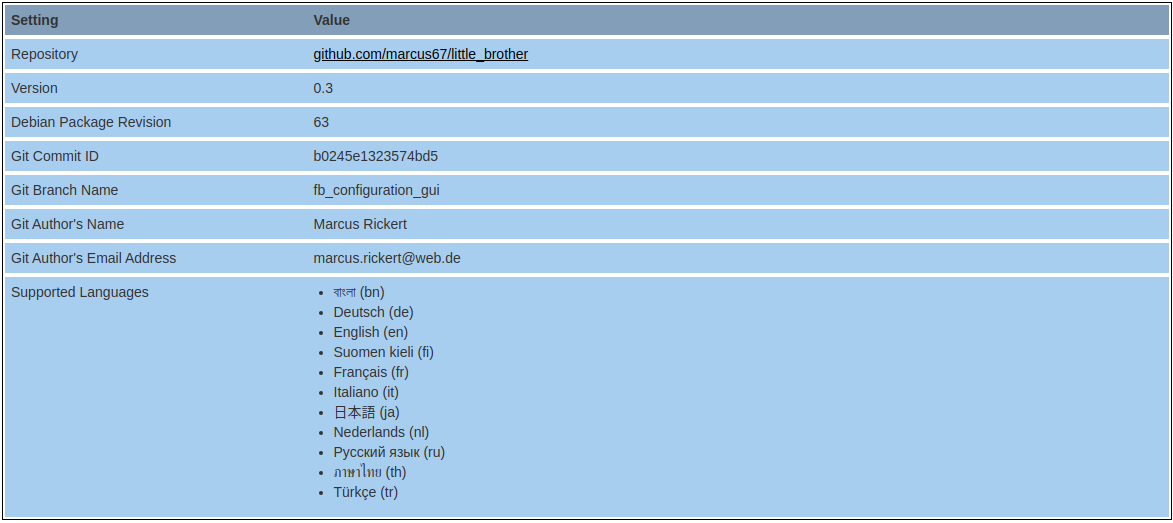 Setting Value
Repository github.com/marcus67/little_brother
Version 0.3
Debian Package Revision 63
Git Commit ID b0245e1323574bd5
Git Branch Name fb_configuration_gui
Git Author's Name Marcus Rickert
Git Author's Email Address marcus.rickert@web.de
Supported Languages • বাংলা (bn)
• Deutsch (de)
• English (en)
• Suomen kieli (fi)
• Français (fr)
• Italiano (it)
• 日本語 (ja)
• Nederlands (nl)
• Русский язык (ru)
• ภาษาไทย (th)
• Türkçe (tr)